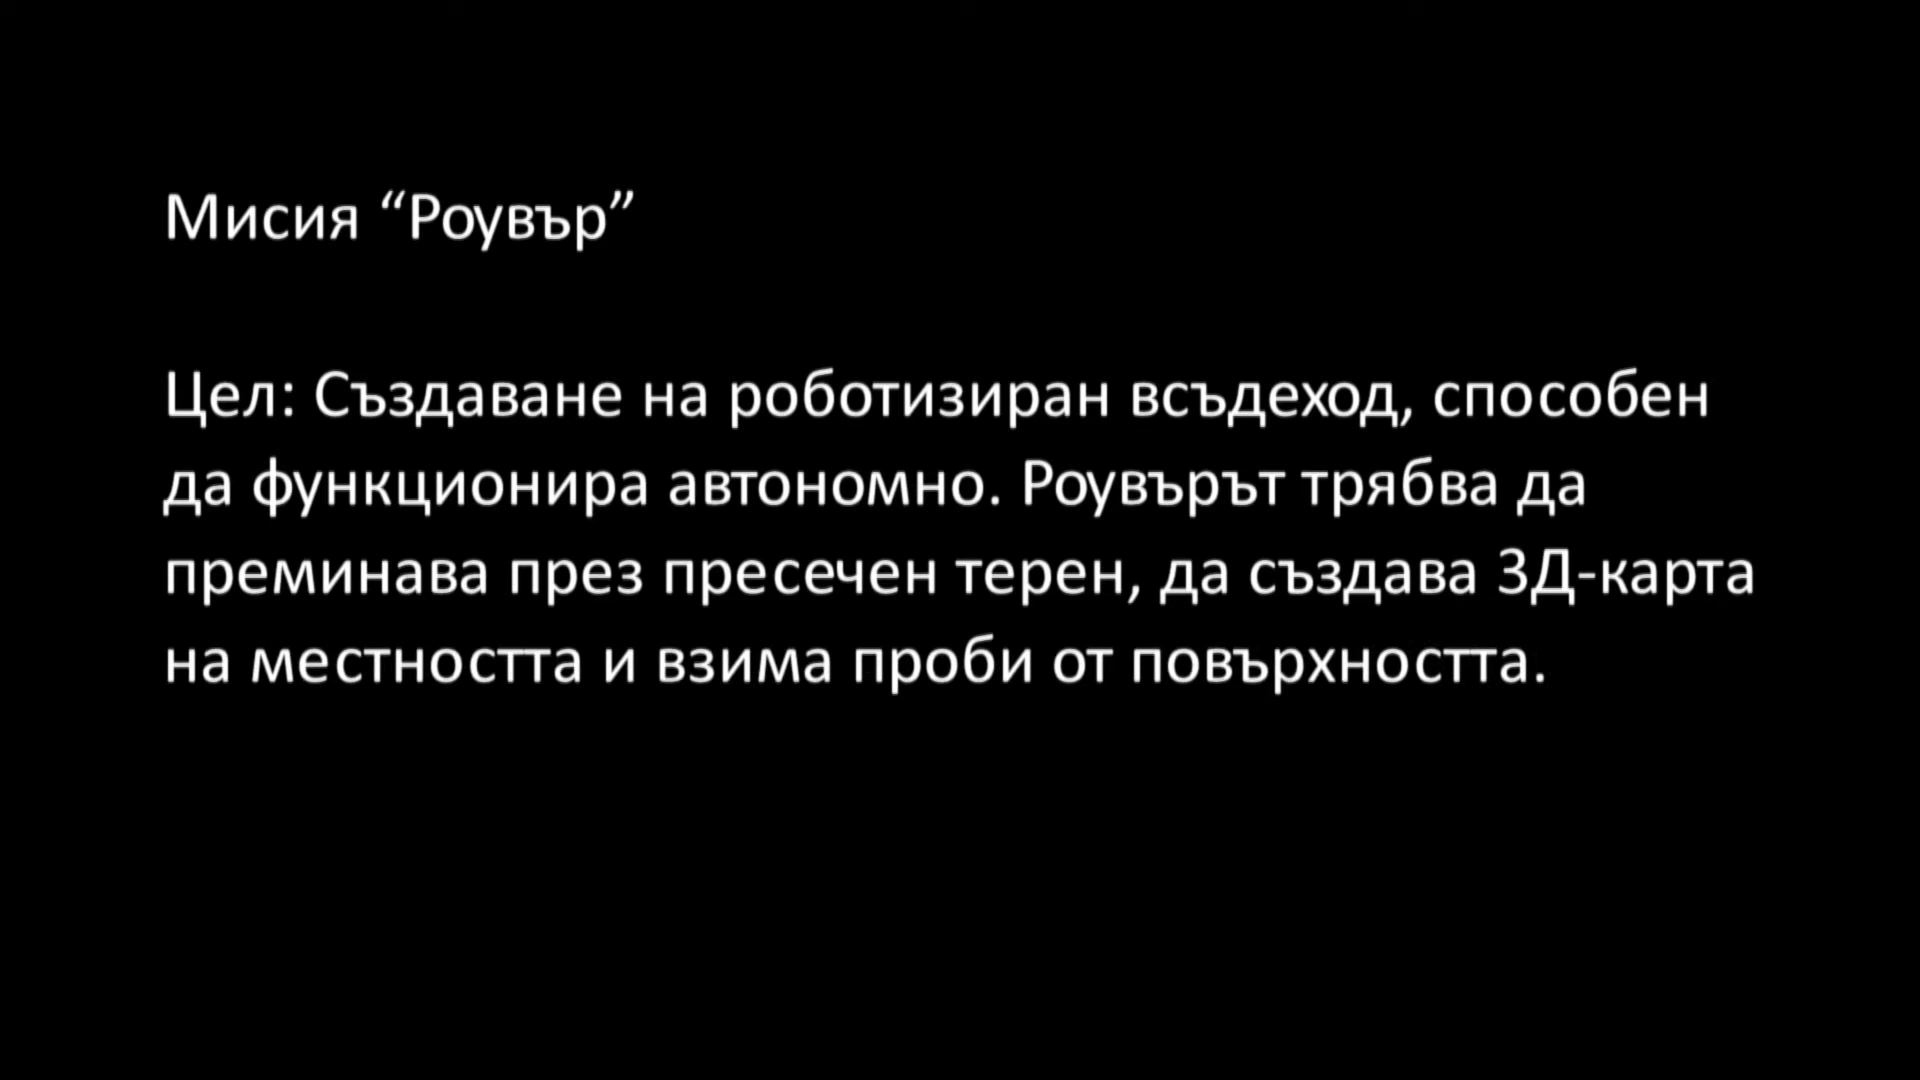 Мисия “Роувър”
Цел: Създаване на роботизиран всъдеход, способен
да функционира автономно. Роувърът трябва да
преминава през пресечен терен, да създава 3Д-карта
на местността и взима проби от повърхността.